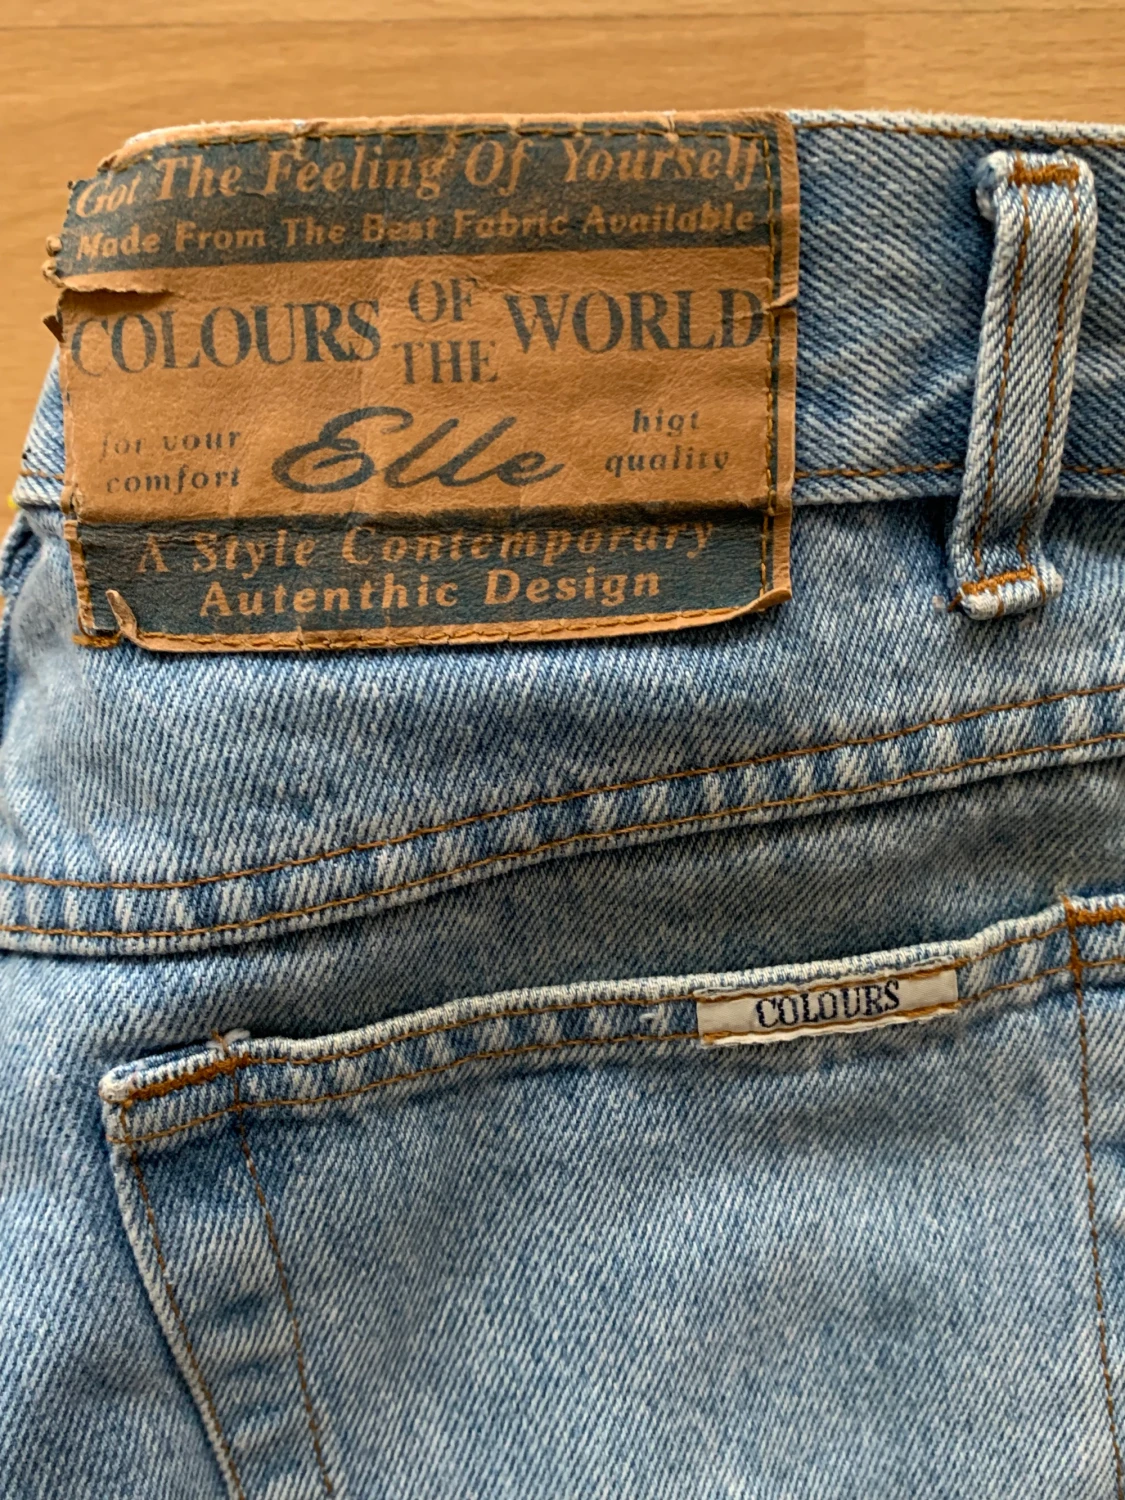 Got The Feeling Of Yourself
Made From The Best Fabric Available
COLOURS OF THE WORLD
for your comfort
Elle
higt quality
A Style Contemporary
Autenthic Design
COLOURS